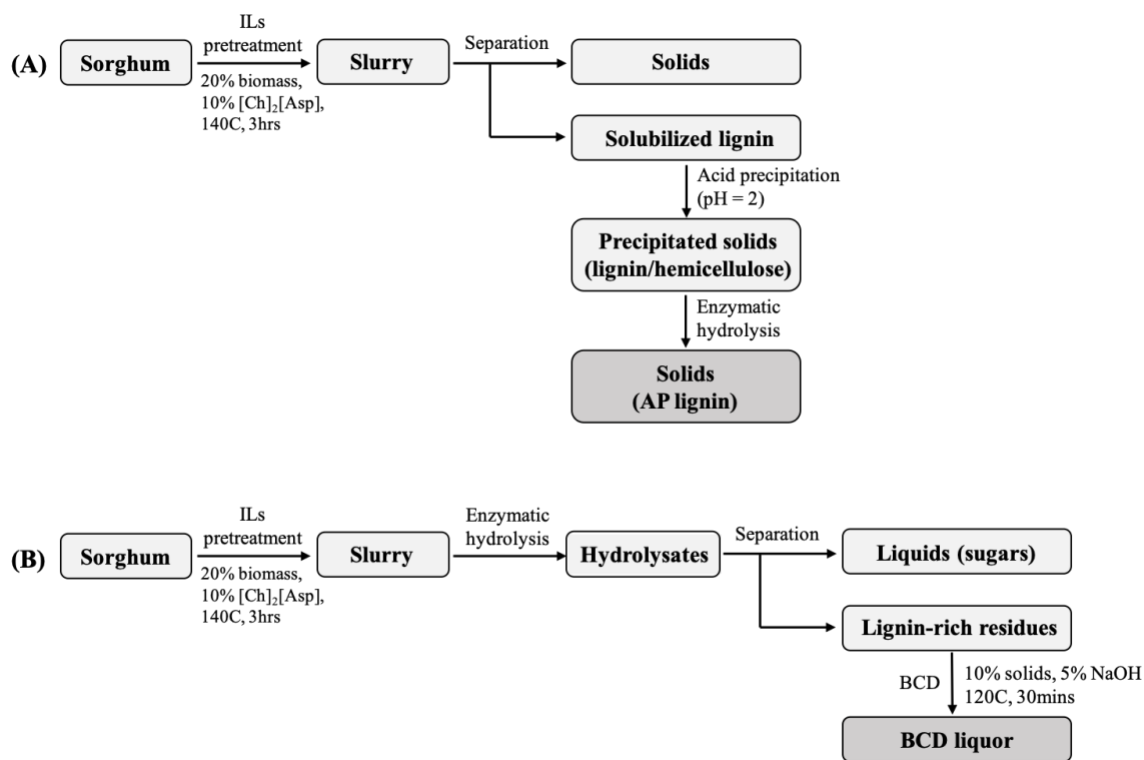 (A)
Sorghum
ILs
pretreatment
20% biomass,
10% [Ch]₂[Asp],
140C, 3hrs
Slurry
Separation
Solids
Solubilized lignin
Acid precipitation
(pH = 2)
Precipitated solids
(lignin/hemicellulose)
Enzymatic
hydrolysis
Solids
(AP lignin)
(B)
Sorghum
ILs
pretreatment
20% biomass,
10% [Ch]₂[Asp],
140C, 3hrs
Slurry
Enzymatic
hydrolysis
Hydrolysates
Separation
Liquids (sugars)
Lignin-rich residues
BCD
10% solids, 5% NaOH
120C, 30mins
BCD liquor